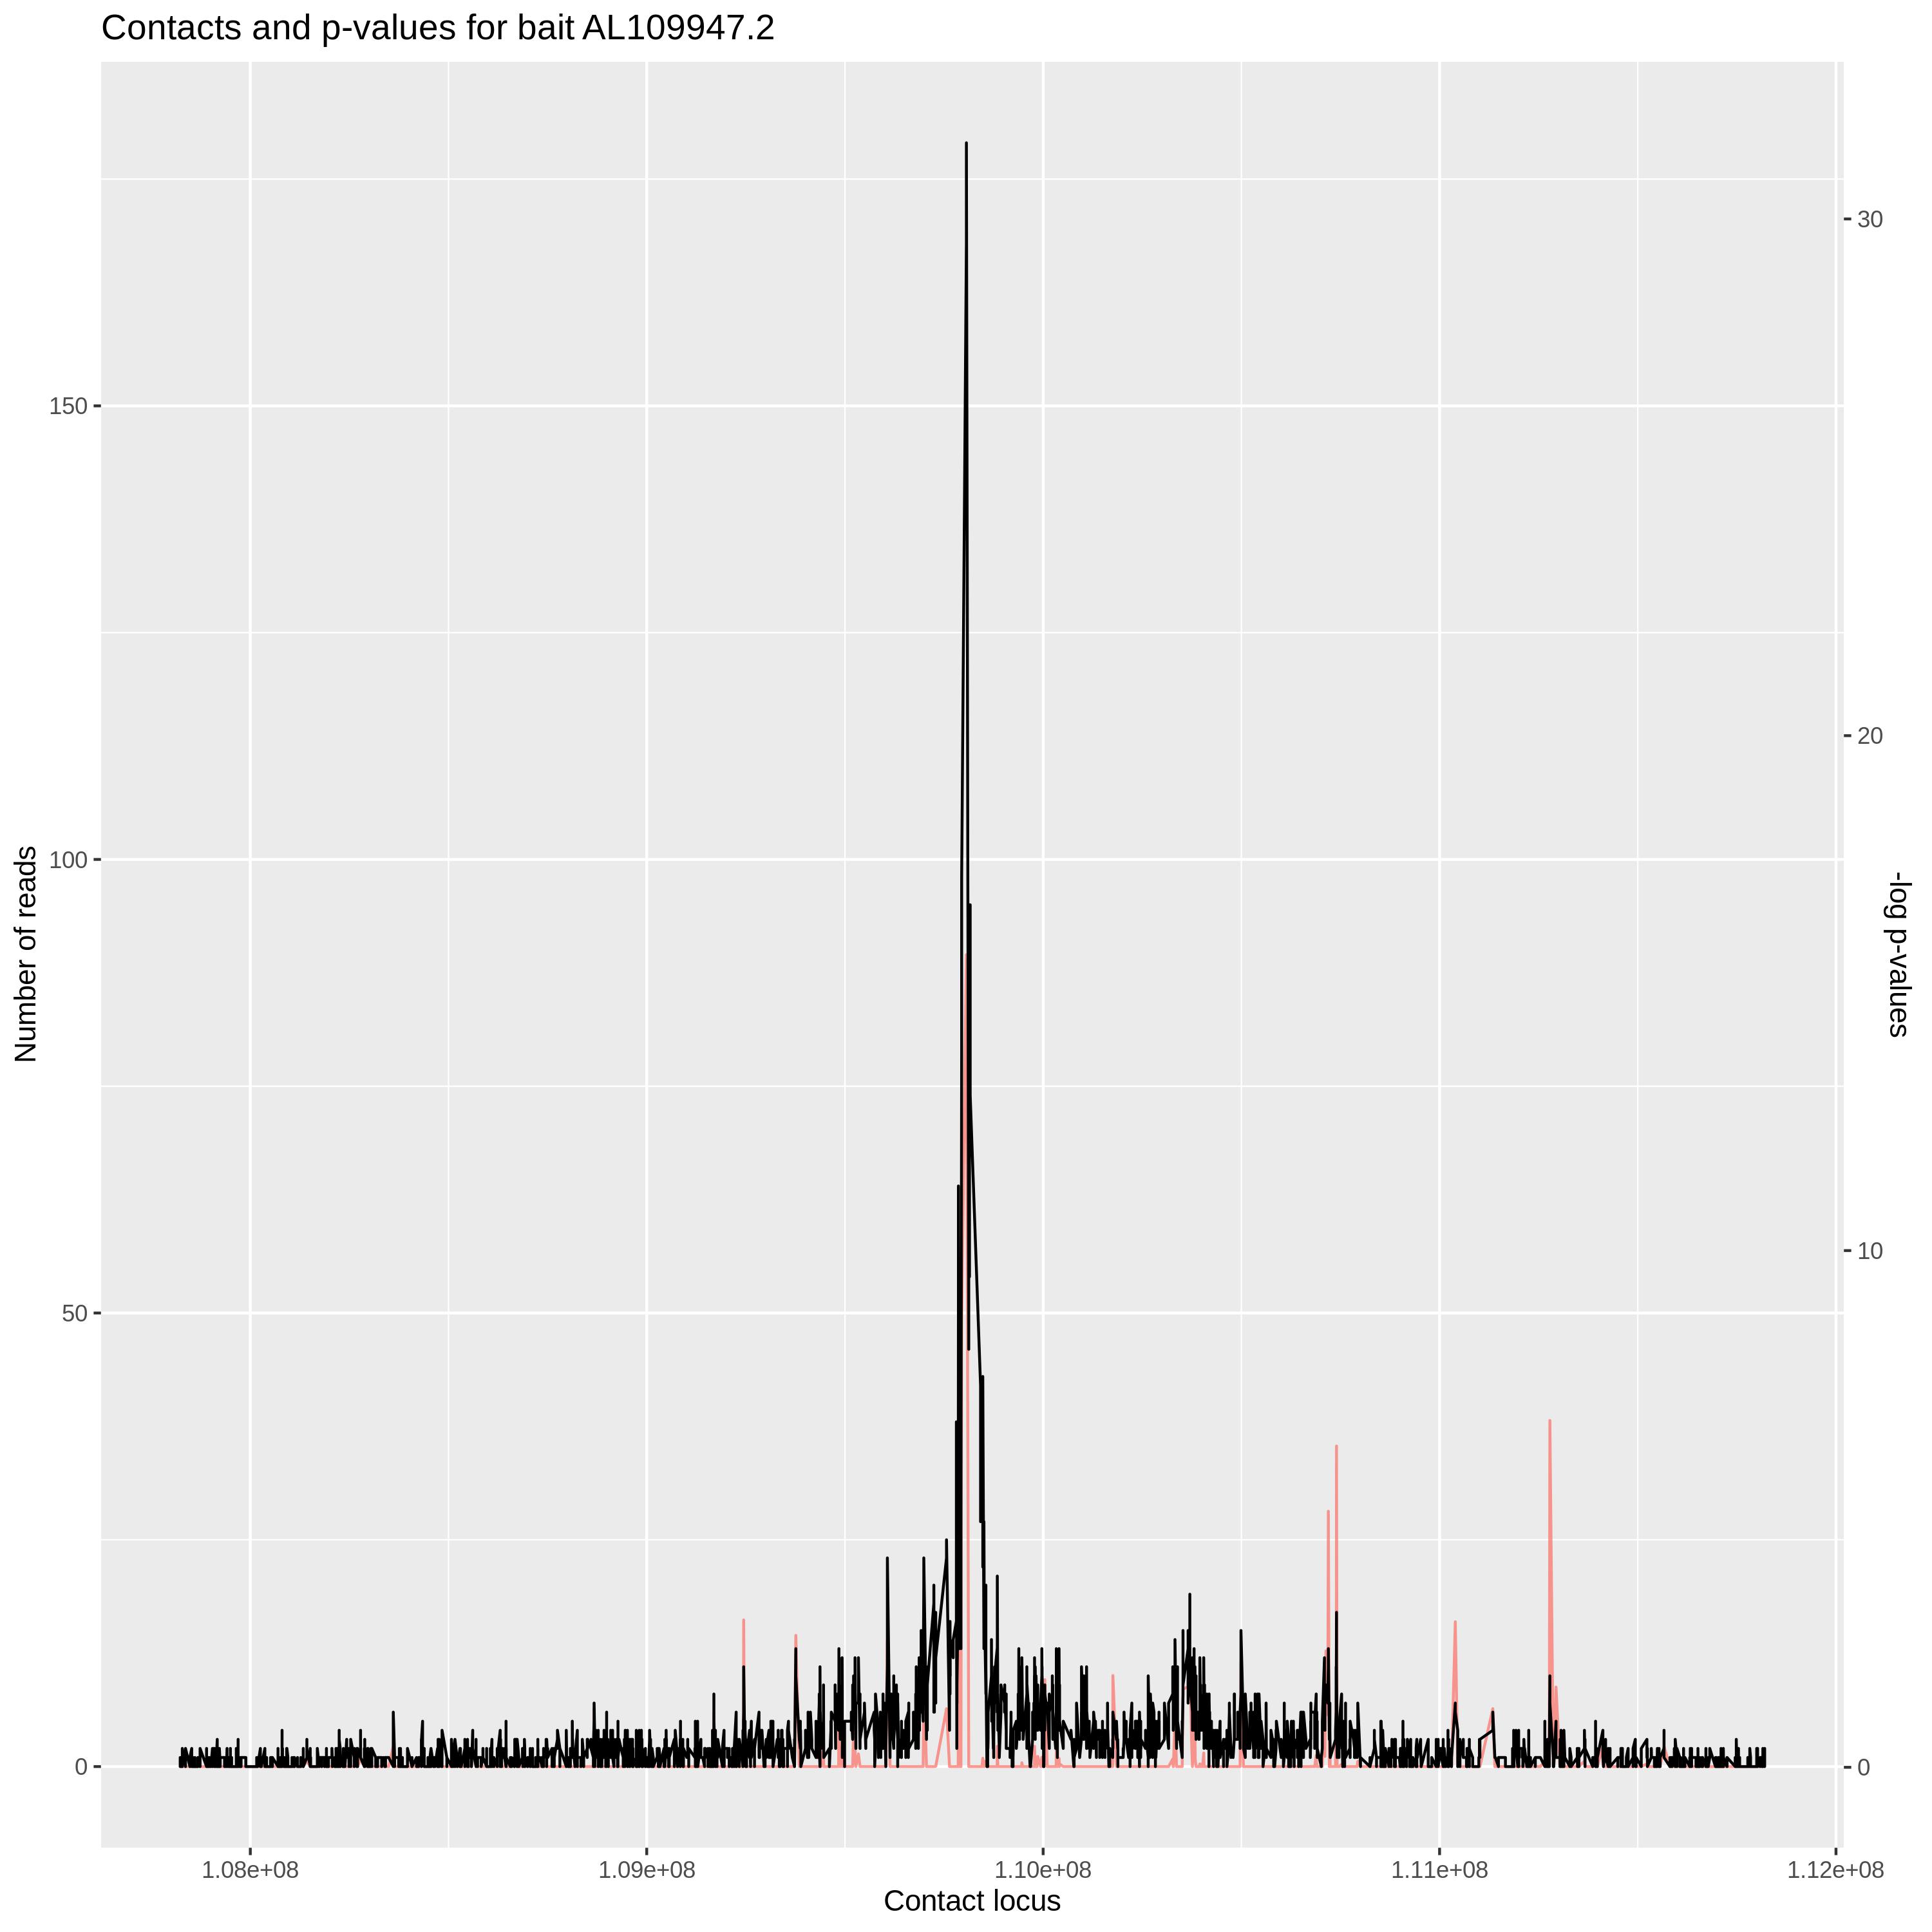 Contacts and p-values for bait AL109947.2
150
100
50
0
Number of reads
30
20
10
0
-log p-values
1.08e+08
1.09e+08
1.10e+08
1.11e+08
1.12e+08
Contact locus